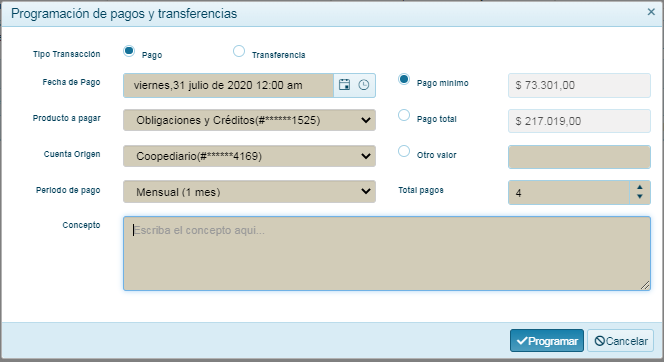 Programación de pagos y transferencias
Tipo Transacción Pago Transferencia
Fecha de Pago viernes,31 julio de 2020 12:00 am Pago minimo $ 73.301,00
Producto a pagar Obligaciones y Créditos(#******1525) Pago total $ 217.019,00
Cuenta Origen Coopediario(#******4169) Otro valor
Periodo de pago Mensual (1 mes) Total pagos 4
Concepto Escriba el concepto aqui...
Programar Cancelar